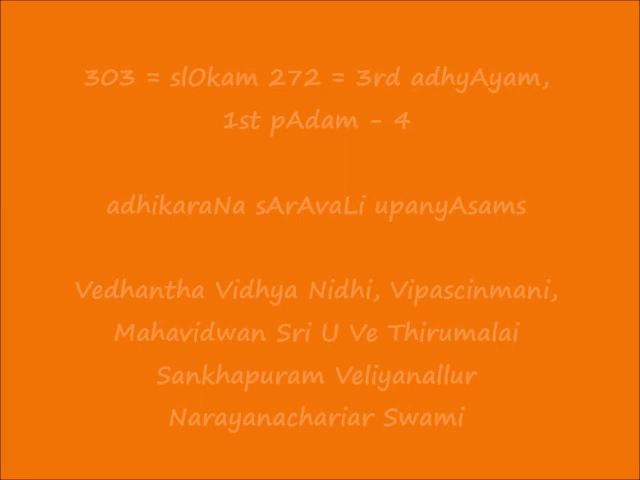 303 = slOkam 272 = 3rd adhyAyam,
1st pAdam - 4
adhikaraNa sArAvaLi upanyAsams
Vedhantha Vidhya Nidhi, Vipascinmani,
Mahavidwan Sri U Ve Thirumalai
Sankhapuram Veliyanallur
Narayanachariar Swami